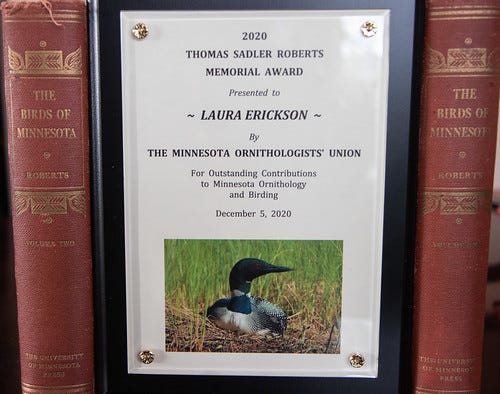 THE
BIRDS OF
MINNESOTA
ROBERTS
VOLUME TWO
THE UNIVERSITY
OF MINNESOTA
PRESS
2020
THOMAS SADLER ROBERTS
MEMORIAL AWARD
Presented to
~ LAURA ERICKSON ~
By
THE MINNESOTA ORNITHOLOGISTS' UNION
For Outstanding Contributions
to Minnesota Ornithology
and Birding
December 5, 2020
THE
BIRDS OF
MINNESOT
ROBERTS
VOLUME
THE UNIVERSITY
OF MINNESOTA
PRESS